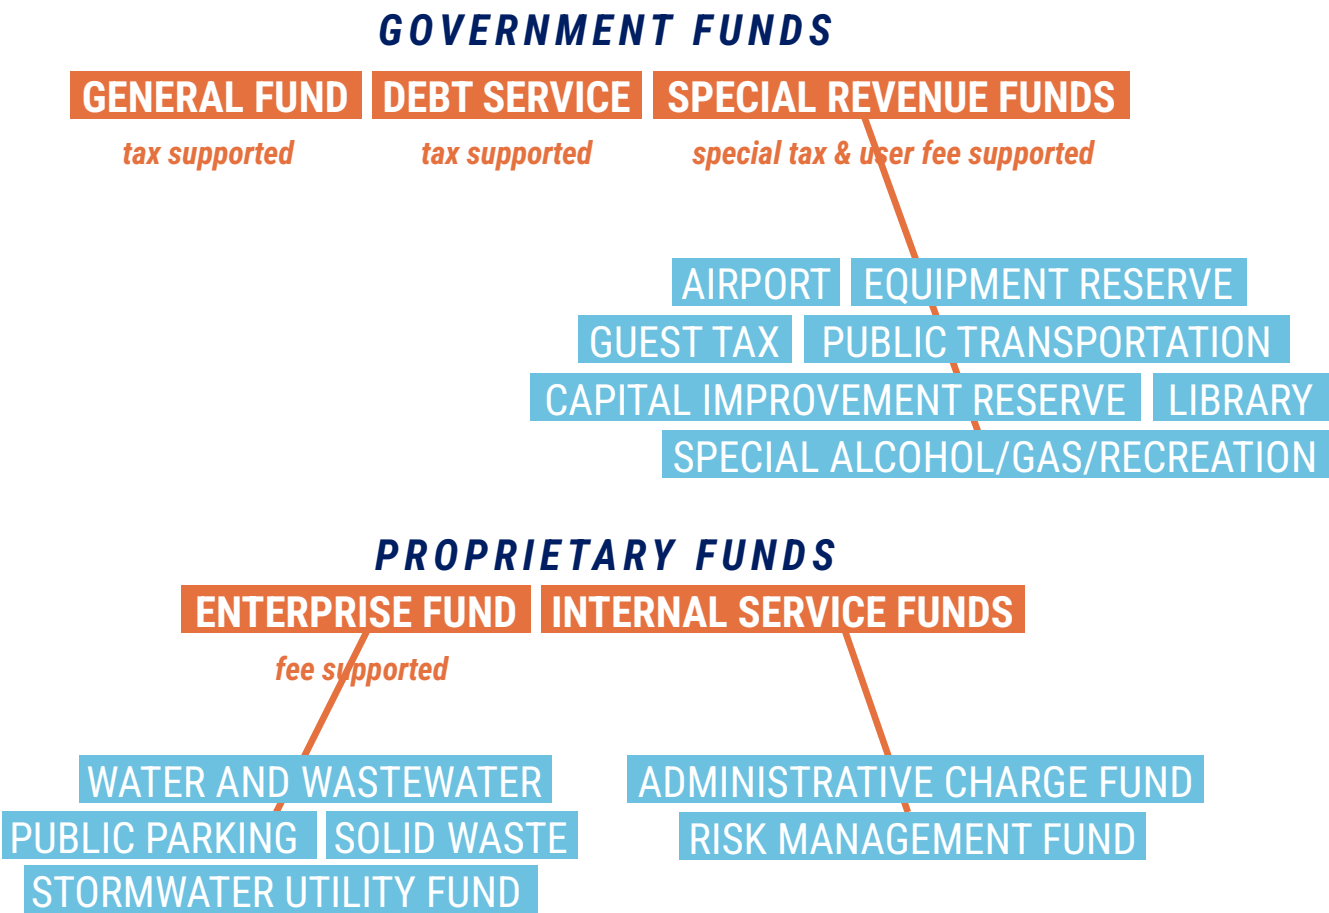 GOVERNMENT FUNDS
GENERAL FUND DEBT SERVICE SPECIAL REVENUE FUNDS
tax supported tax supported special tax & user fee supported
AIRPORT EQUIPMENT RESERVE
GUEST TAX PUBLIC TRANSPORTATION
CAPITAL IMPROVEMENT RESERVE LIBRARY
SPECIAL ALCOHOL/GAS/RECREATION
PROPRIETARY FUNDS
ENTERPRISE FUND INTERNAL SERVICE FUNDS
fee supported
WATER AND WASTEWATER ADMINISTRATIVE CHARGE FUND
PUBLIC PARKING SOLID WASTE RISK MANAGEMENT FUND
STORMWATER UTILITY FUND